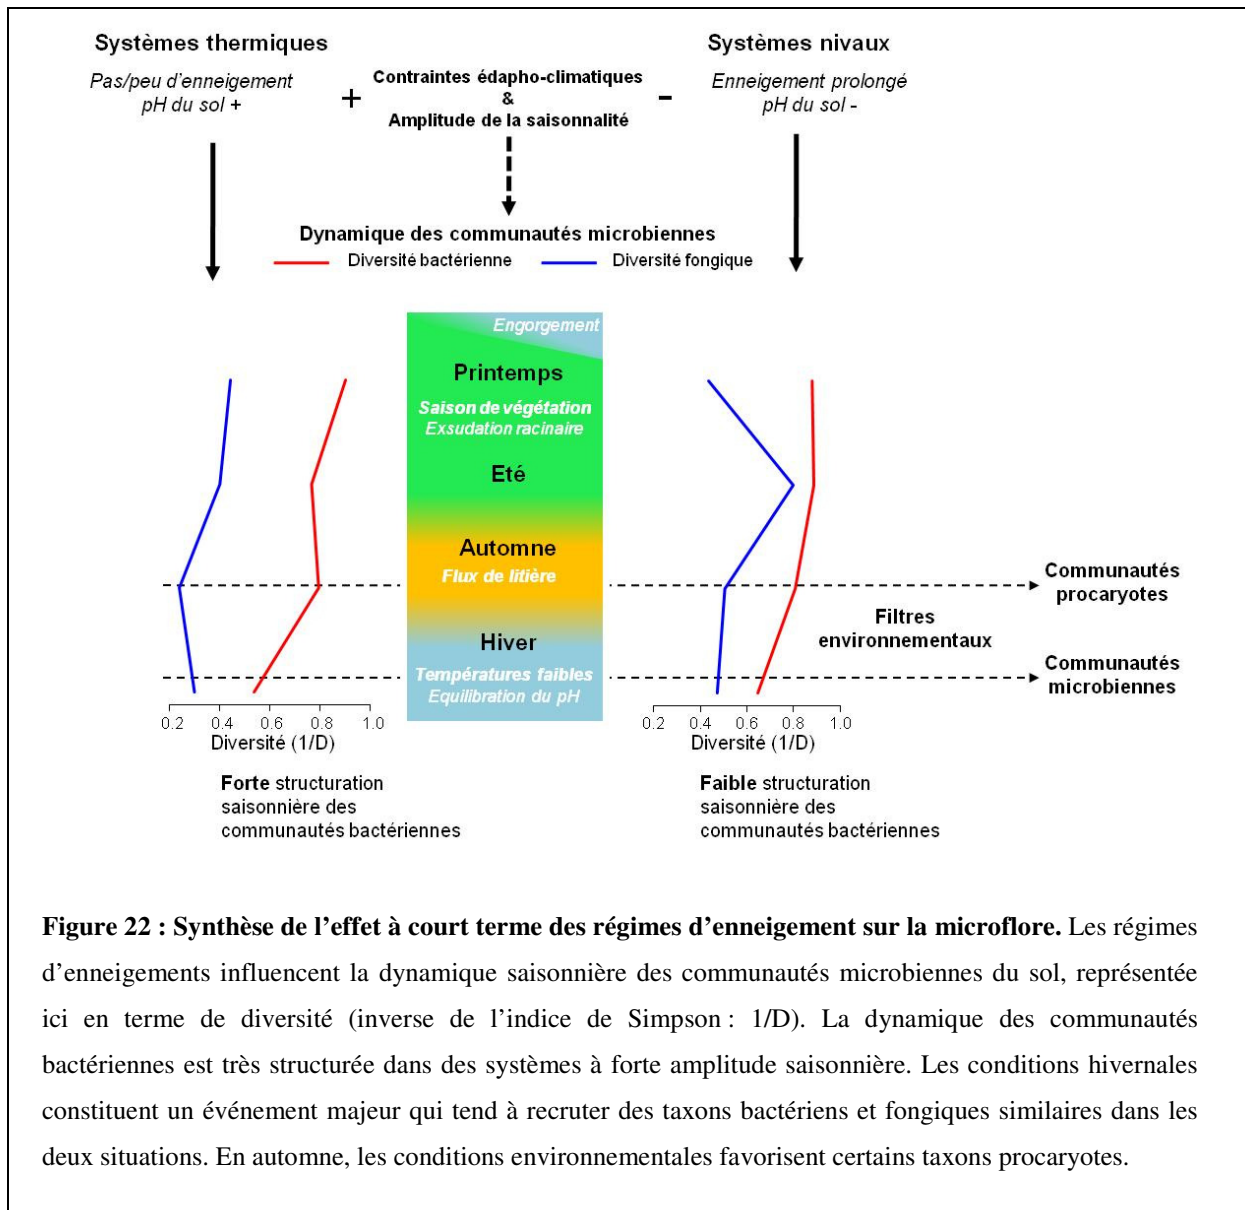 Systèmes thermiques
Pas/peu d'enneigement
pH du sol +
+
Contraintes édapho-climatiques
&
Amplitude de la saisonnalité
-
Systèmes nivaux
Enneigement prolongé
pH du sol -
Dynamique des communautés microbiennes
Diversité bactérienne
Diversité fongique
Engorgement
Printemps
Saison de végétation
Exsudation racinaire
Eté
Automne
Flux de litière
Hiver
Températures faibles
Equilibration du pH
Communautés
procaryotes
Filtres
environnementaux
Communautés
microbiennes
0.2 0.4 0.6 0.8 1.0
Diversité (1/D)
0.2 0.4 0.6 0.8 1.0
Diversité (1/D)
Forte structuration
saisonnière des
communautés bactériennes
Faible structuration
saisonnière des
communautés bactériennes
Figure 22 : Synthèse de l'effet à court terme des régimes d'enneigement sur la microflore. Les régimes
d'enneigements influencent la dynamique saisonnière des communautés microbiennes du sol, représentée
ici en terme de diversité (inverse de l'indice de Simpson : 1/D). La dynamique des communautés
bactériennes est très structurée dans des systèmes à forte amplitude saisonnière. Les conditions hivernales
constituent un événement majeur qui tend à recruter des taxons bactériens et fongiques similaires dans les
deux situations. En automne, les conditions environnementales favorisent certains taxons procaryotes.